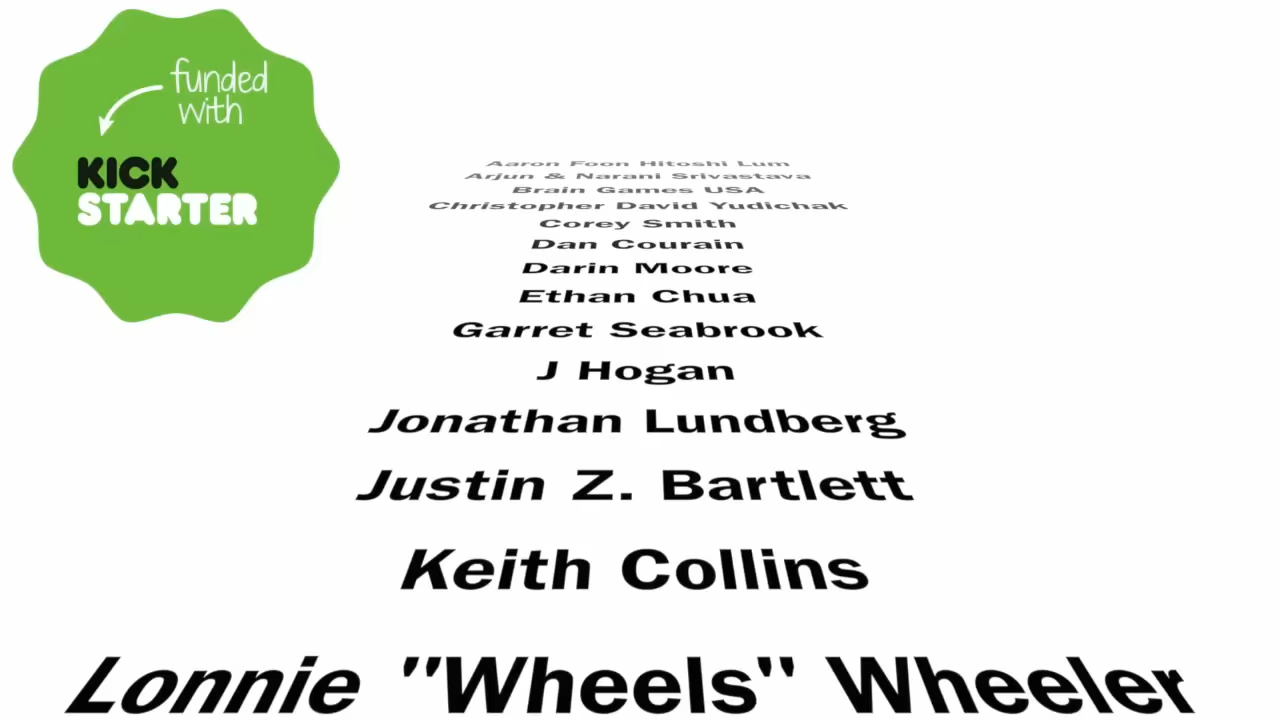 funded
with
KICK
STARTER
Aaron Foon Hitoshi Lum
Arjun & Narani Srivastava
Brain Games USA
Christopher David Yudichak
Corey Smith
Dan Courain
Darin Moore
Ethan Chua
Garret Seabrook
J Hogan
Jonathan Lundberg
Justin Z. Bartlett
Keith Collins
Lonnie "Wheels" Wheeler